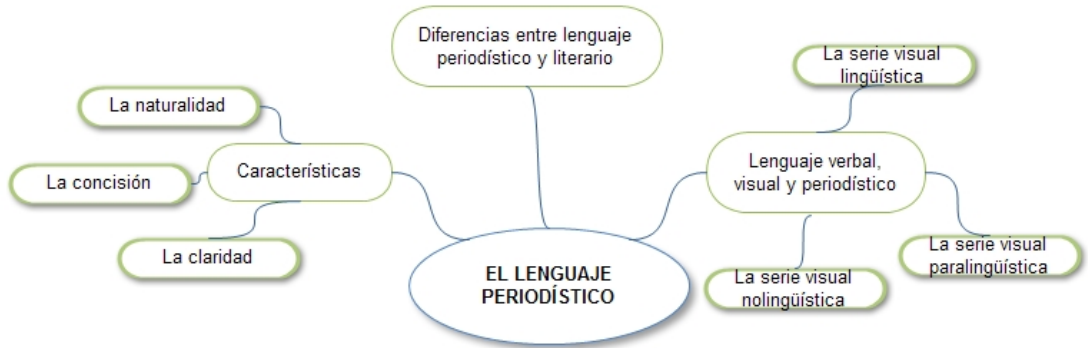 Diferencias entre lenguaje
periodístico y literario
La serie visual
lingüística
La naturalidad
Características
La concisión
La claridad
Lenguaje verbal,
visual y periodístico
La serie visual
paralingüística
La serie visual
nolingüística
EL LENGUAJE
PERIODÍSTICO